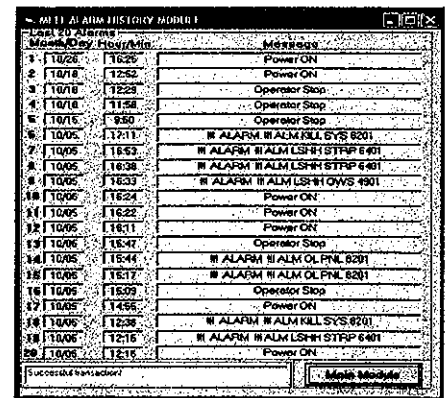 MTTT ALARM HISTORY MODULE
Last 20 Alarms
Month/Day Hour/Min Message
1 10/26 16:25 Power ON
2 10/18 12:52 Power ON
3 10/18 12:29 Operator Stop
4 10/18 11:58 Operator Stop
5 10/15 9:50 Operator Stop
6 10/05 17:11 !!! ALARM !!! ALM KILL SYS 8201
7 10/05 16:53 !!! ALARM !!! ALM LSHH STRP 6401
8 10/05 16:38 !!! ALARM !!! ALM LSHH STRP 6401
9 10/05 16:33 !!! ALARM !!! ALM LSHH OWS 4901
10 10/05 16:24 Power ON
11 10/05 16:22 Power ON
12 10/05 16:11 Power ON
13 10/05 15:47 Operator Stop
14 10/05 15:44 !!! ALARM !!! ALM OL PNL 8201
15 10/05 15:17 !!! ALARM !!! ALM OL PNL 8201
16 10/05 15:09 Operator Stop
17 10/05 14:55 Power ON
18 10/05 12:38 !!! ALARM !!! ALM KILL SYS 8201
19 10/05 12:16 !!! ALARM !!! ALM LSHH STRP 6401
20 10/05 12:15 Power ON
Successful transaction! Main Module